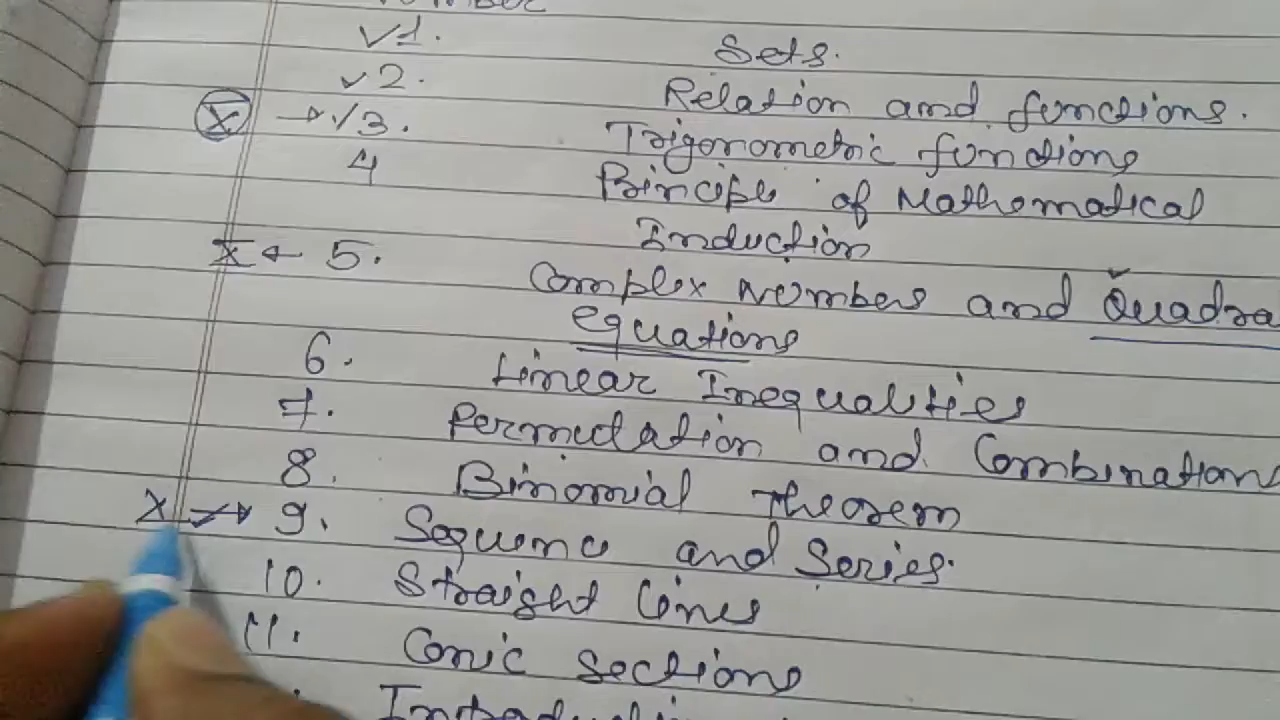 ✓1. Sets.
✓2. Relation and functions.
X → ✓3. Trigonometric functions
4 Principle of Mathematical
Induction
X ← 5. Complex Numbers and Quadra
equations
6. Linear Inequalities
7. Permutation and Combinations
8. Binomial Theorem
X → 9. Sequence and Series.
10. Straight Lines
11. Conic Sections